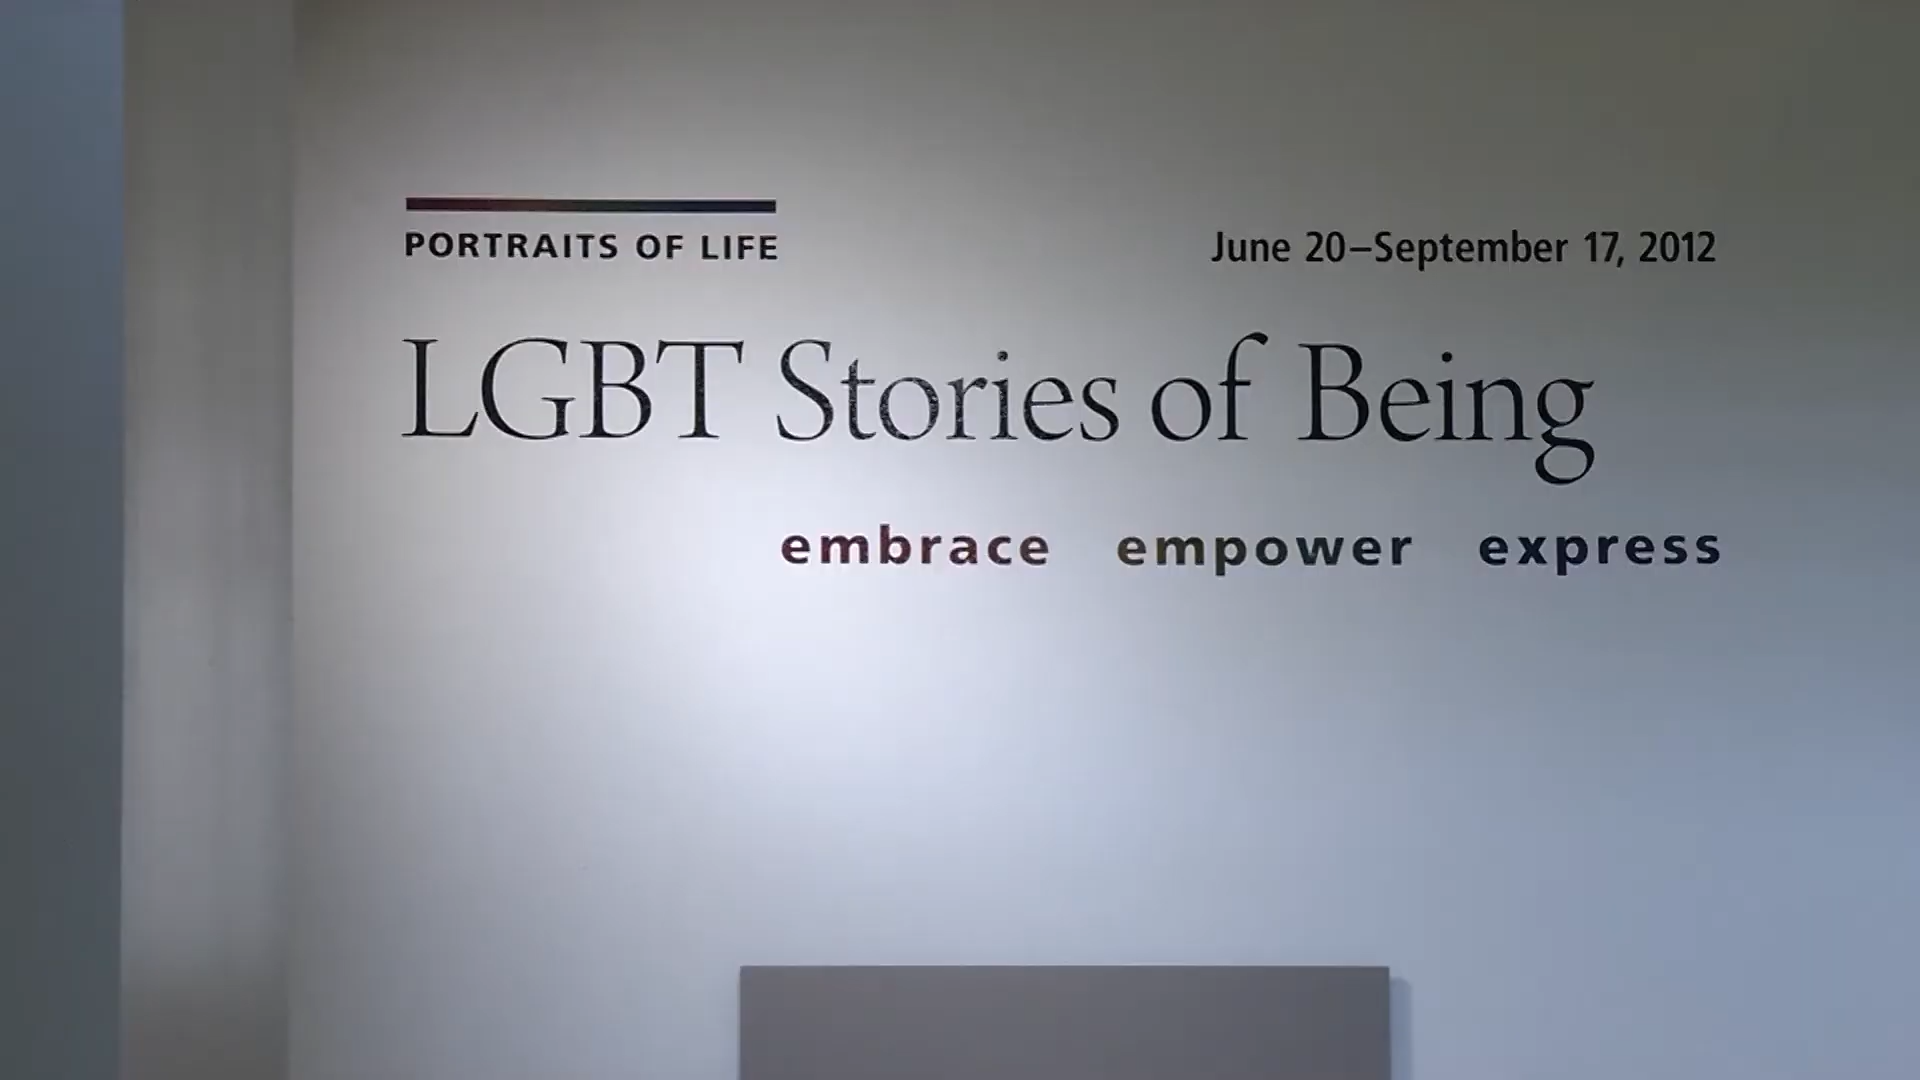 PORTRAITS OF LIFE
June 20–September 17, 2012
LGBT Stories of Being
embrace empower express